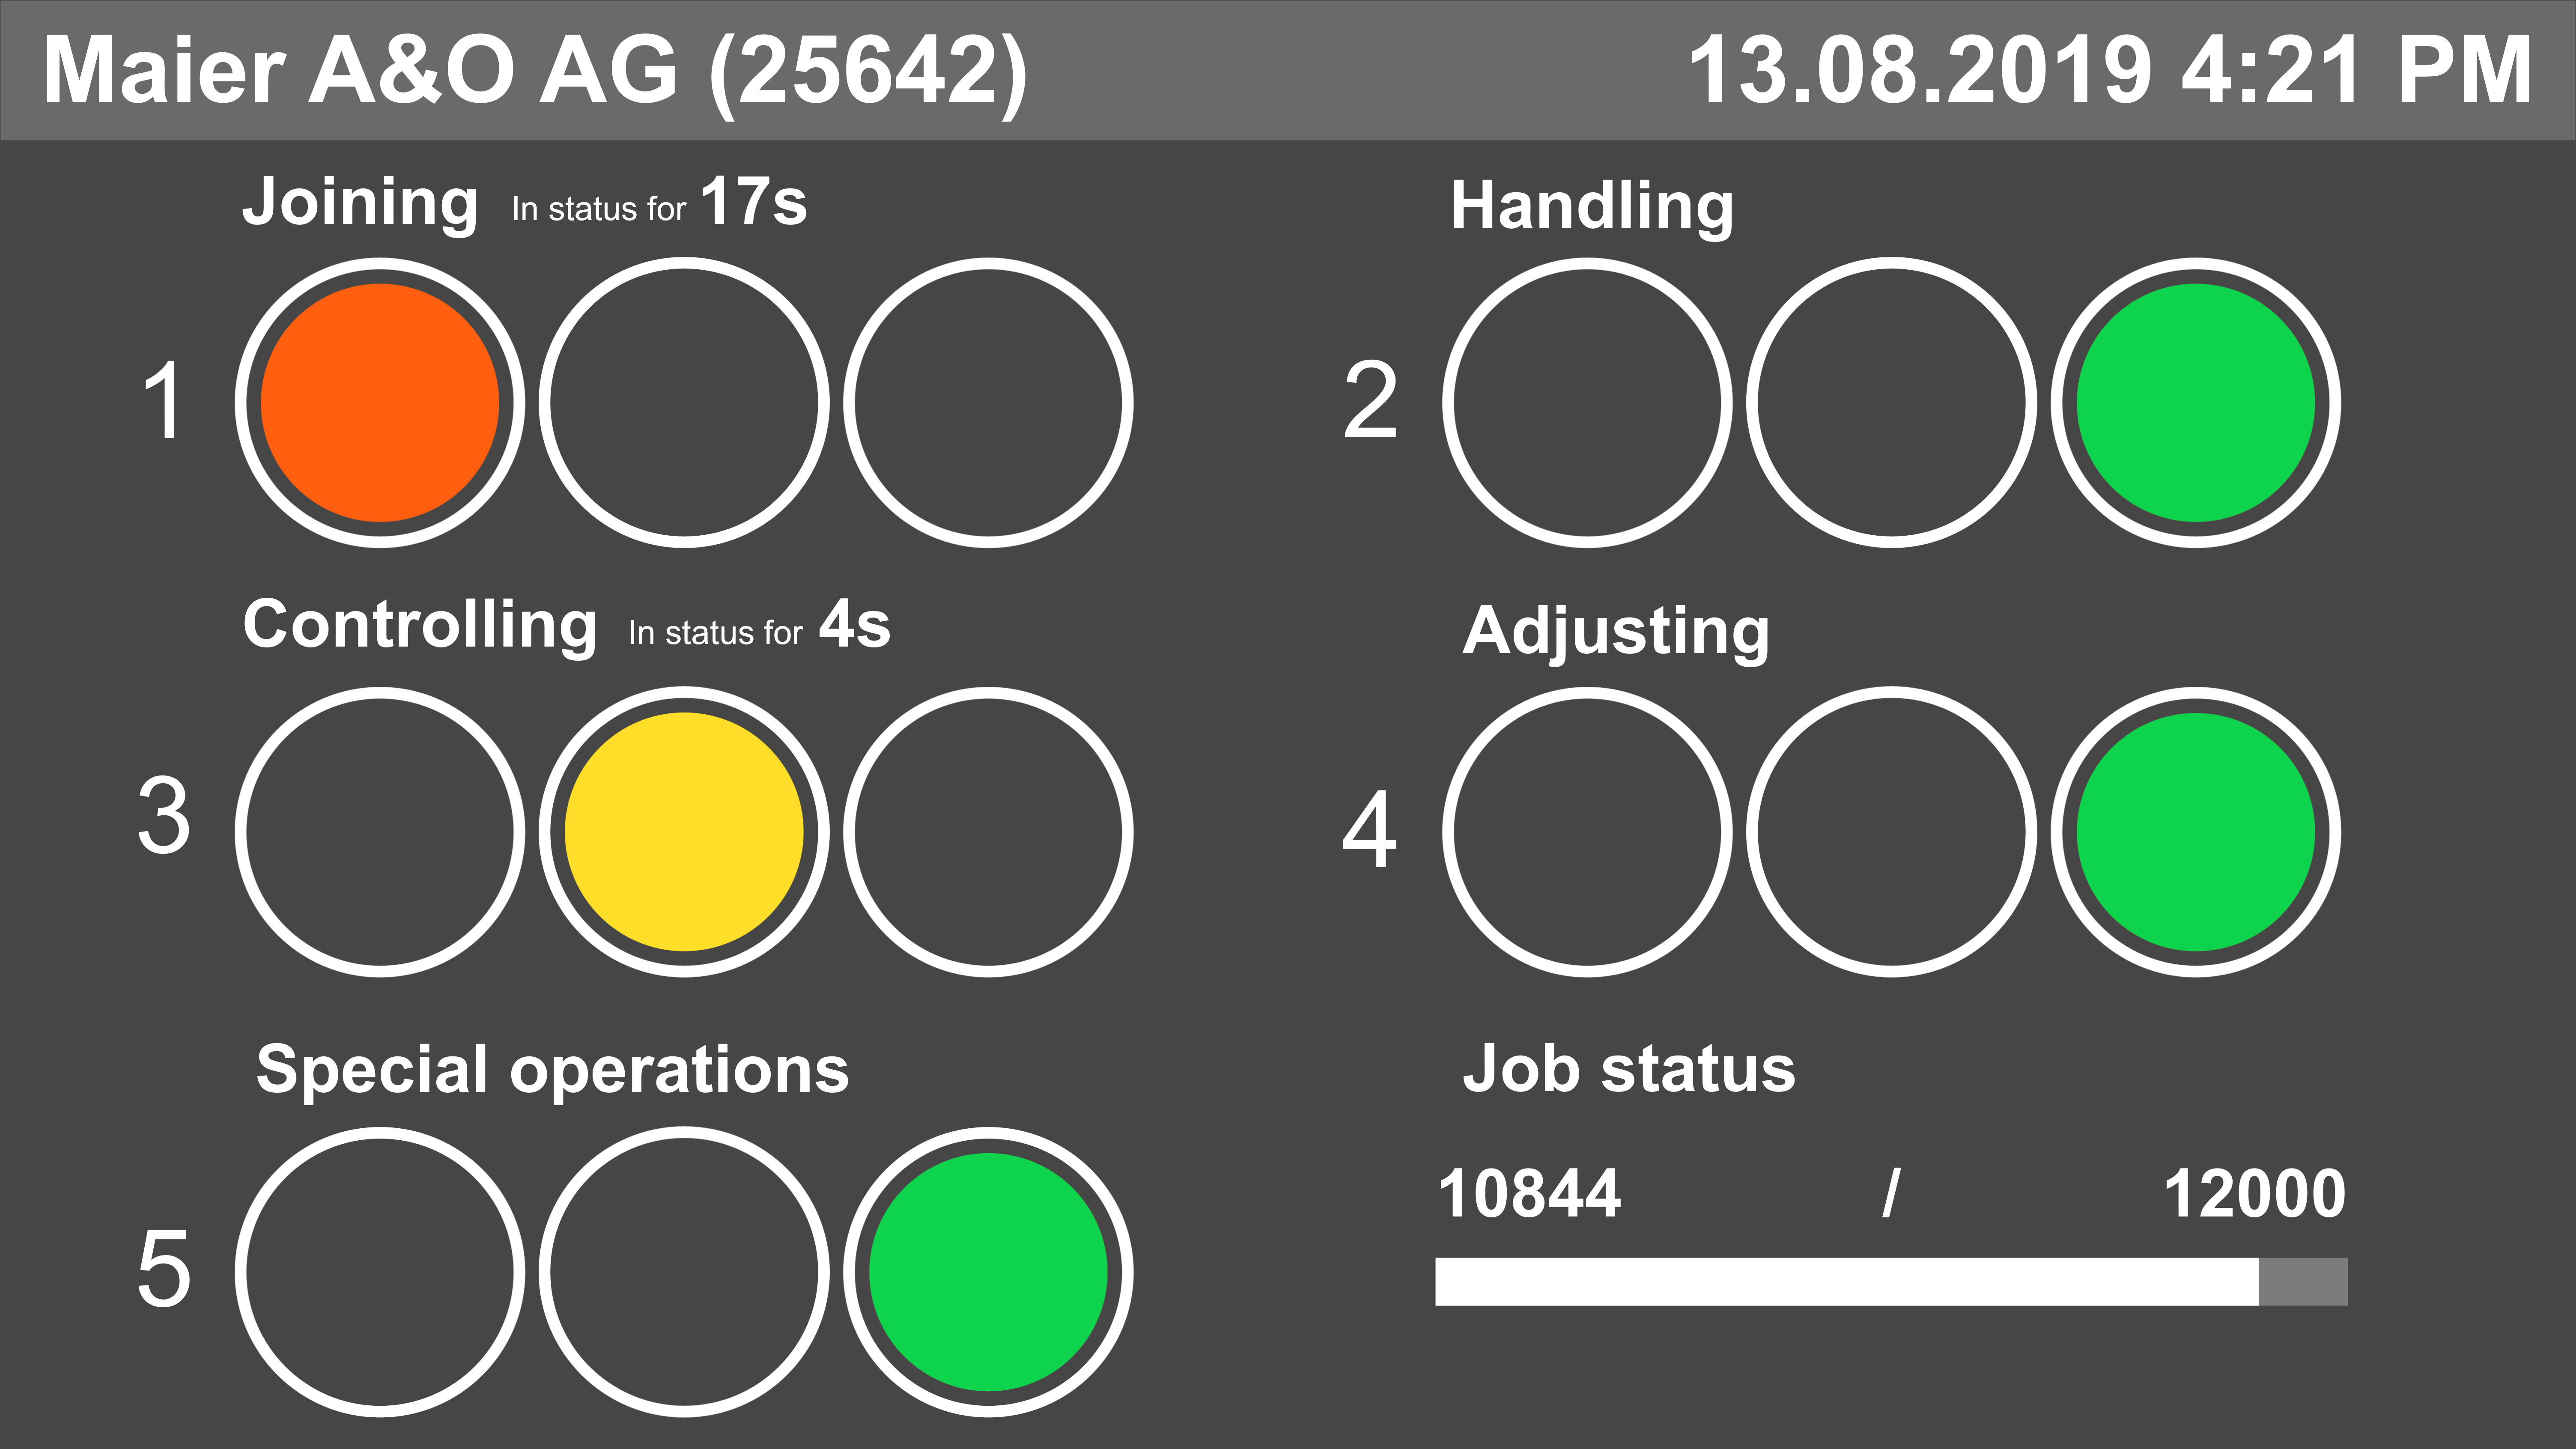 Maier A&O AG (25642) 13.08.2019 4:21 PM
Joining In status for 17s
Handling
1
2
Controlling In status for 4s
Adjusting
3
4
Special operations
Job status
5
10844 / 12000